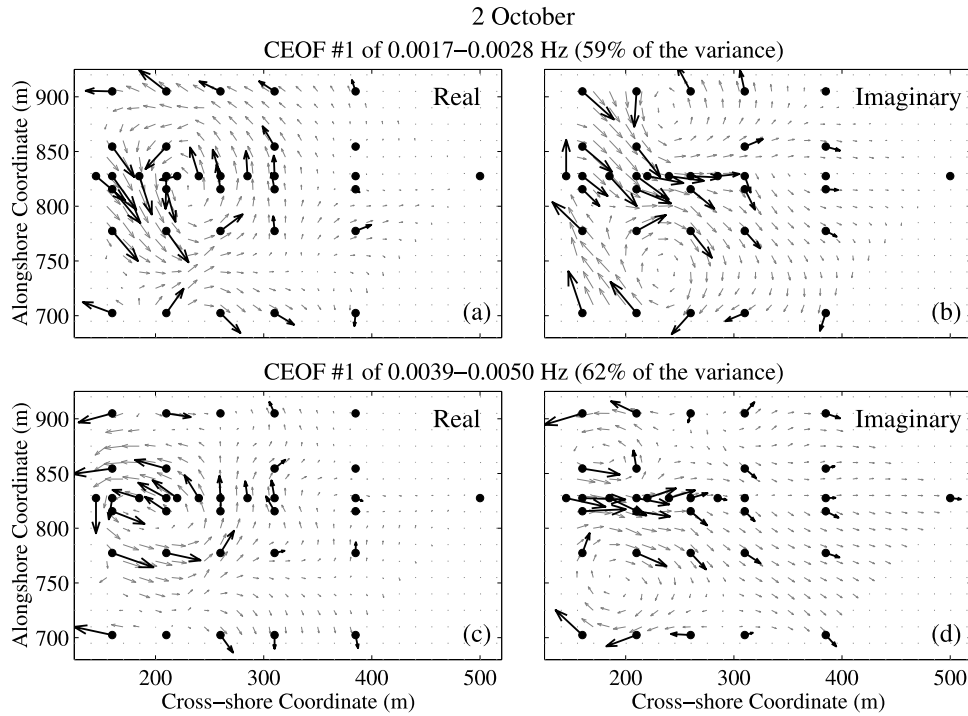 2 October
CEOF #1 of 0.0017−0.0028 Hz (59% of the variance)
Alongshore Coordinate (m)
900
850
800
750
700
Real
(a)
Imaginary
(b)
CEOF #1 of 0.0039−0.0050 Hz (62% of the variance)
Alongshore Coordinate (m)
900
850
800
750
700
Real
(c)
Imaginary
(d)
200 300 400 500
200 300 400 500
Cross−shore Coordinate (m)
Cross−shore Coordinate (m)